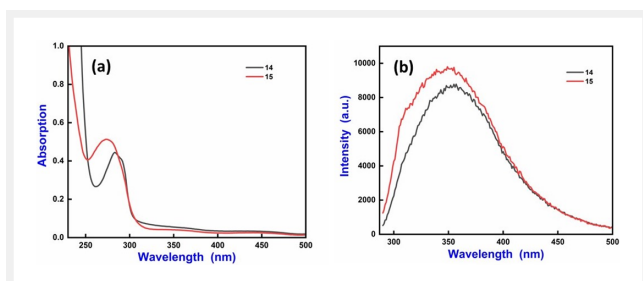 (a)
14
15
1.0
0.8
0.6
0.4
0.2
0.0
Absorption
250 300 350 400 450 500
Wavelength (nm)
(b)
14
15
10000
8000
6000
4000
2000
0
Intensity (a.u.)
300 350 400 450 500
Wavelength (nm)